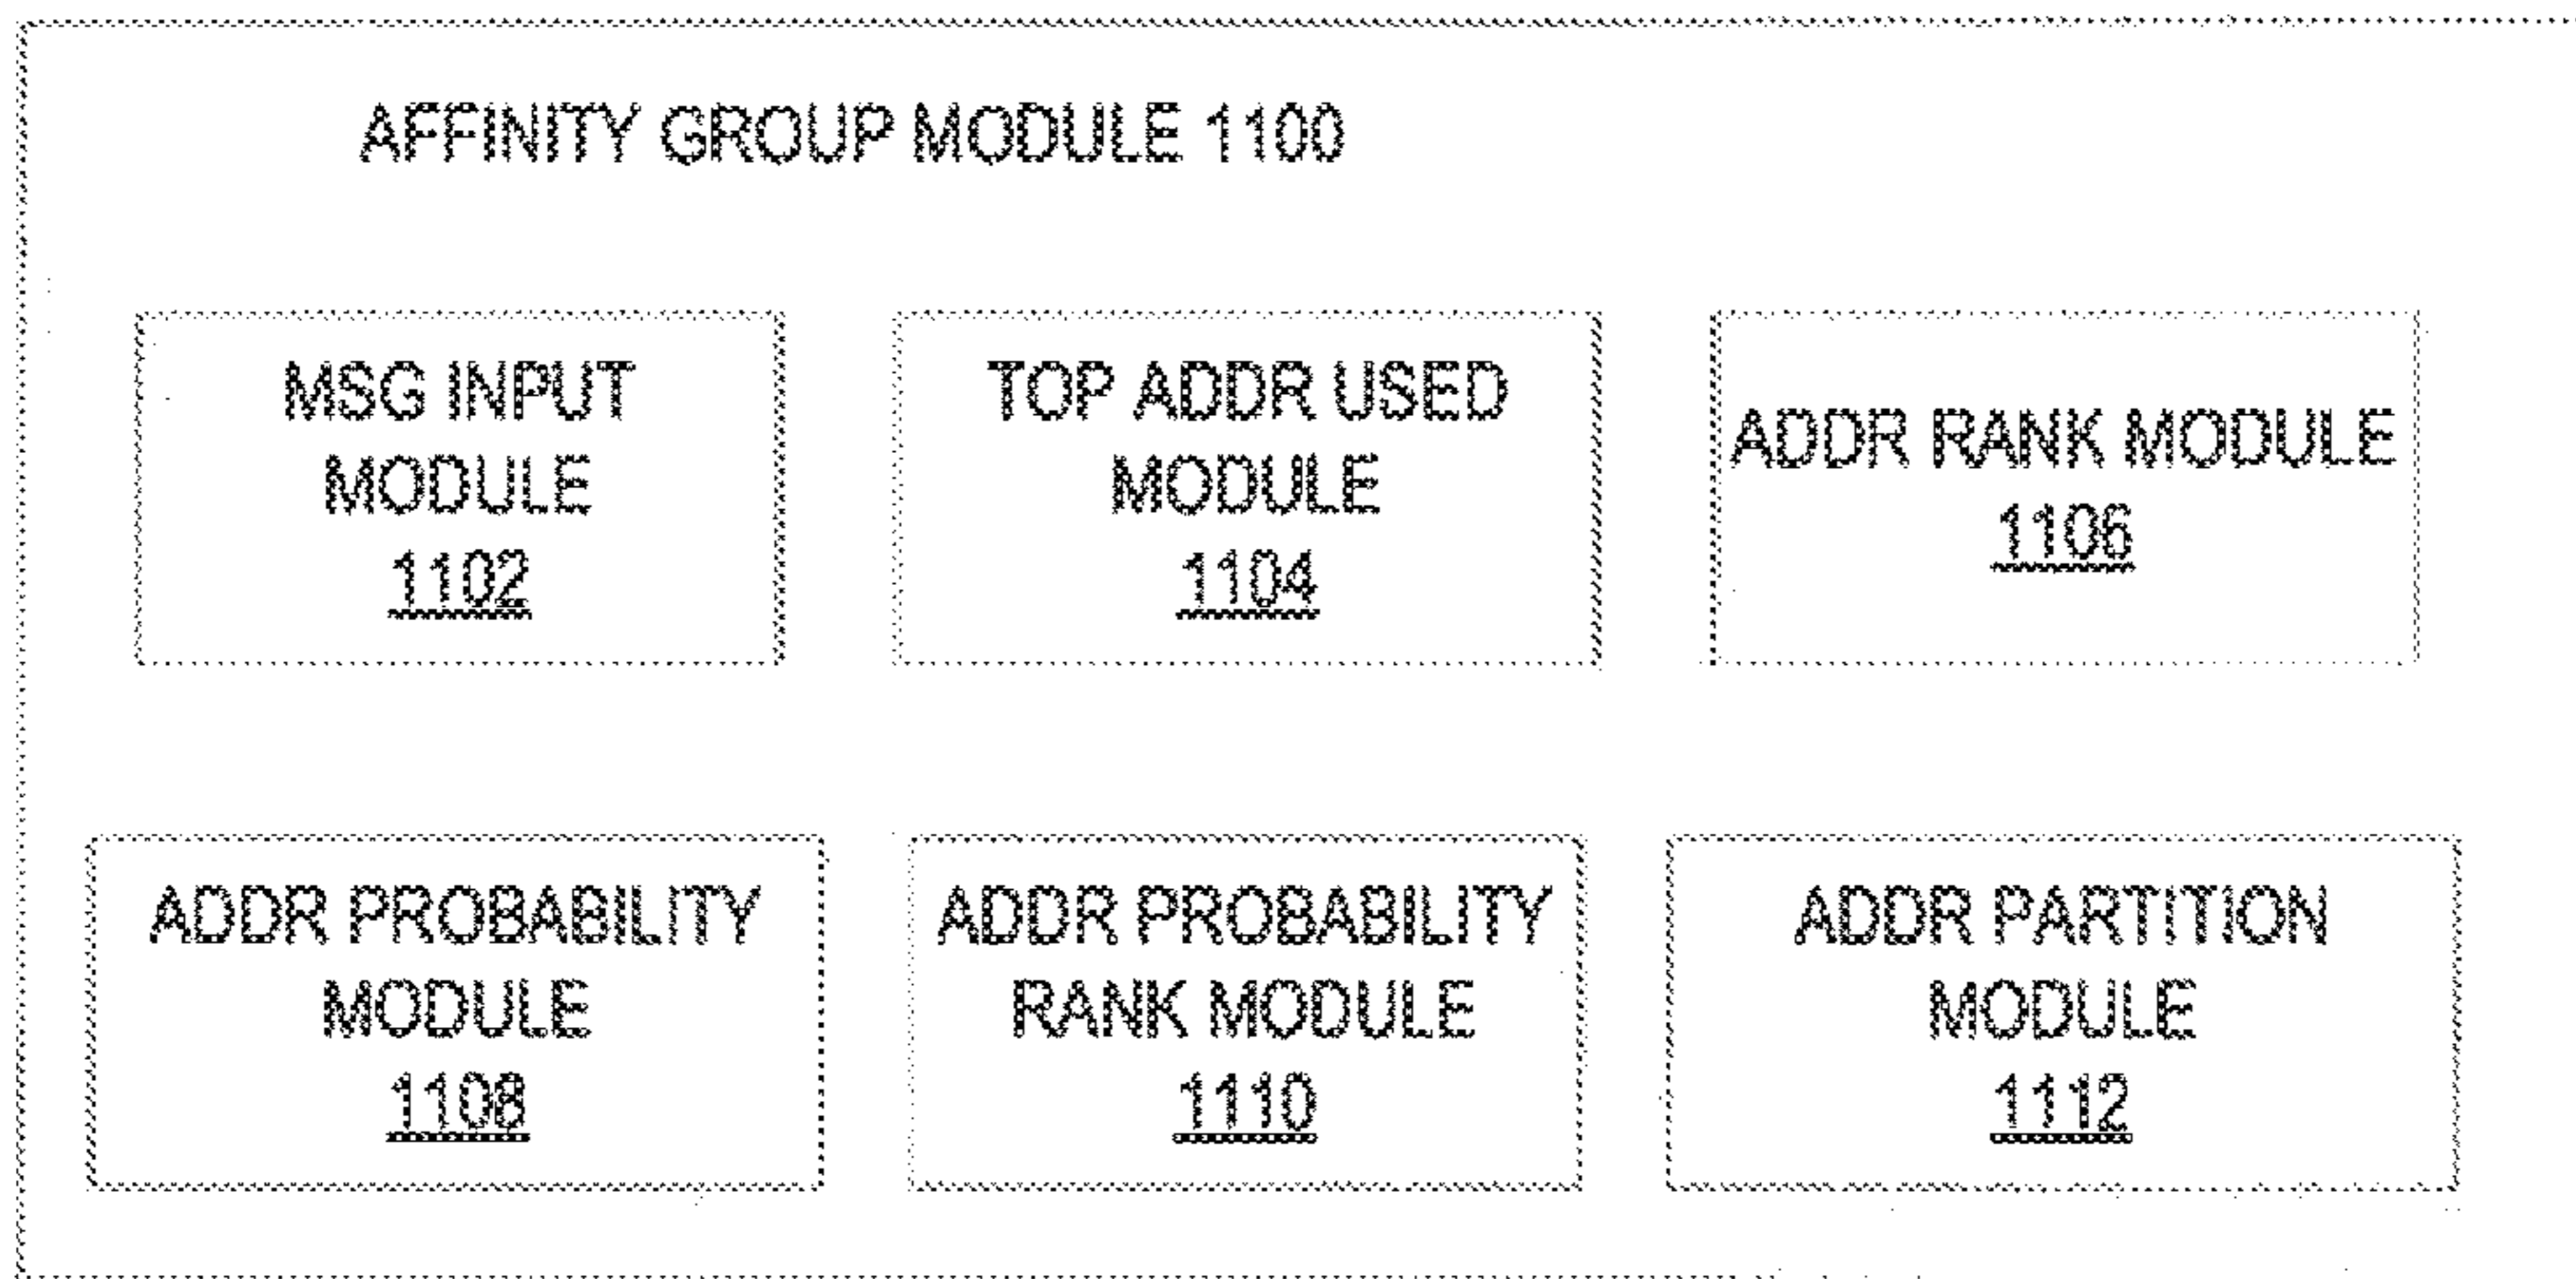 AFFINITY GROUP MODULE 1100
MSG INPUT
MODULE
1102
TOP ADDR USED
MODULE
1104
ADDR RANK MODULE
1106
ADDR PROBABILITY
MODULE
1108
ADDR PROBABILITY
RANK MODULE
1110
ADDR PARTITION
MODULE
1112